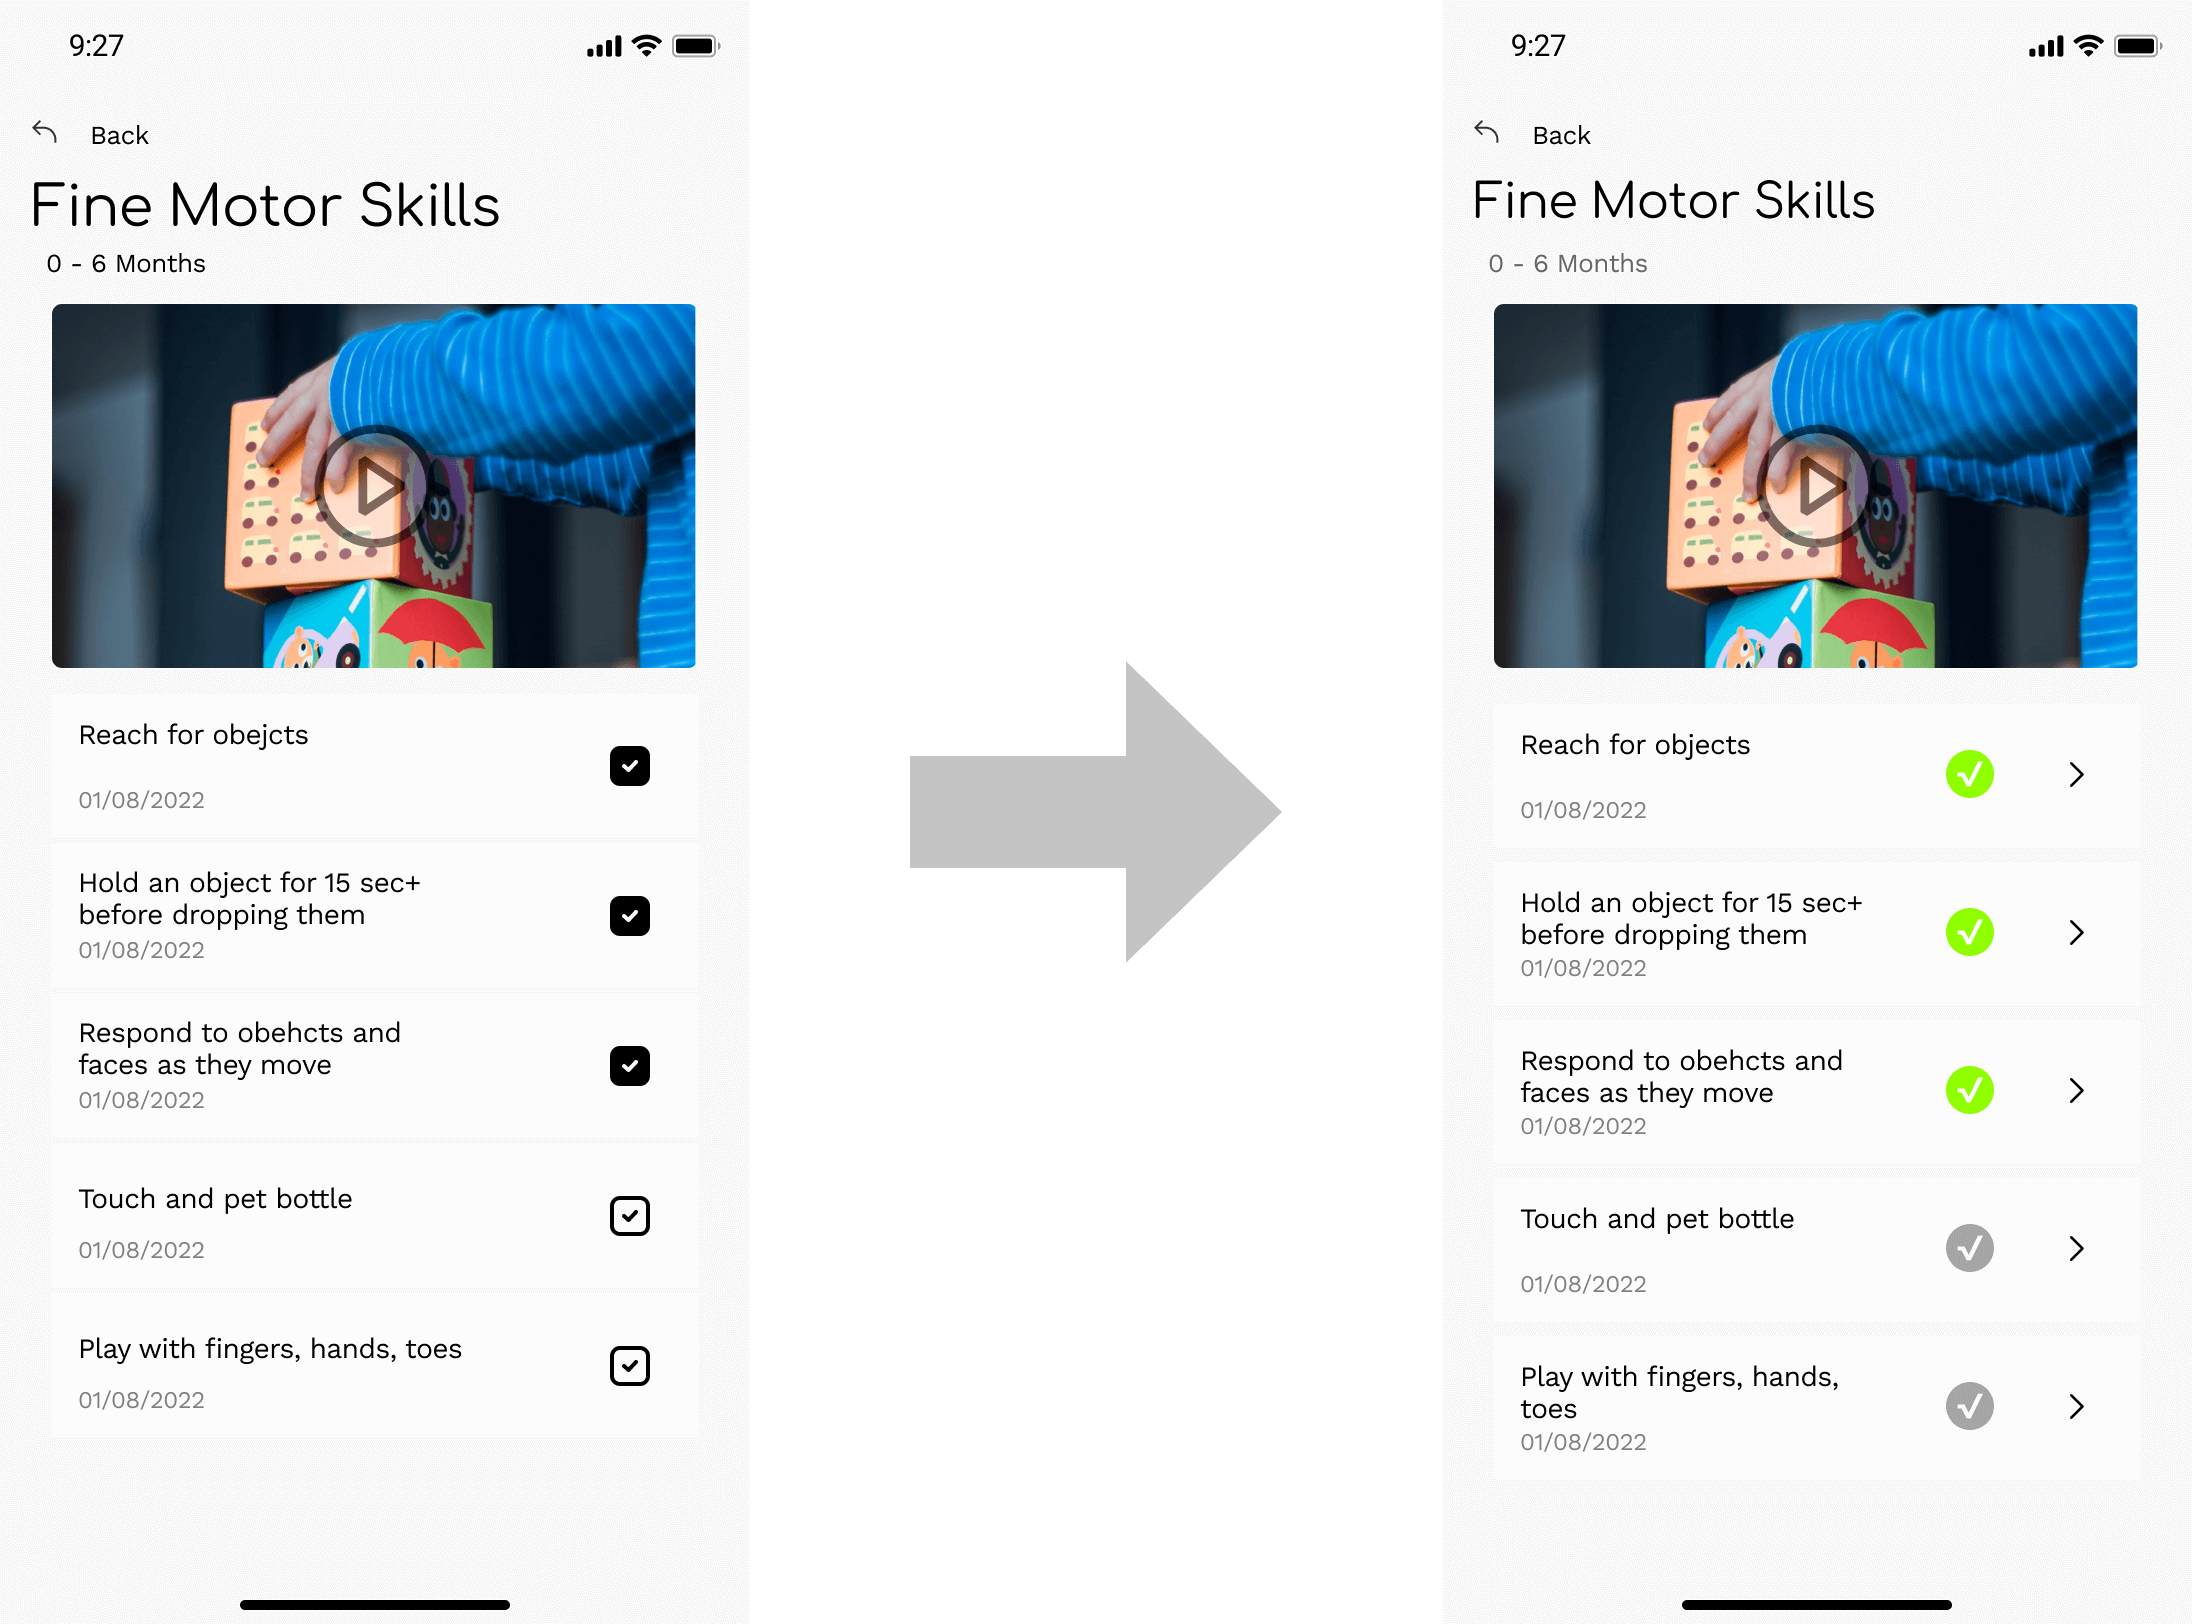 9:27
Back
Fine Motor Skills
0 - 6 Months
Reach for obejcts
01/08/2022
Hold an object for 15 sec+
before dropping them
01/08/2022
Respond to obehcts and
faces as they move
01/08/2022
Touch and pet bottle
01/08/2022
Play with fingers, hands, toes
01/08/2022
9:27
Back
Fine Motor Skills
0 - 6 Months
Reach for objects
01/08/2022
Hold an object for 15 sec+
before dropping them
01/08/2022
Respond to obehcts and
faces as they move
01/08/2022
Touch and pet bottle
01/08/2022
Play with fingers, hands,
toes
01/08/2022